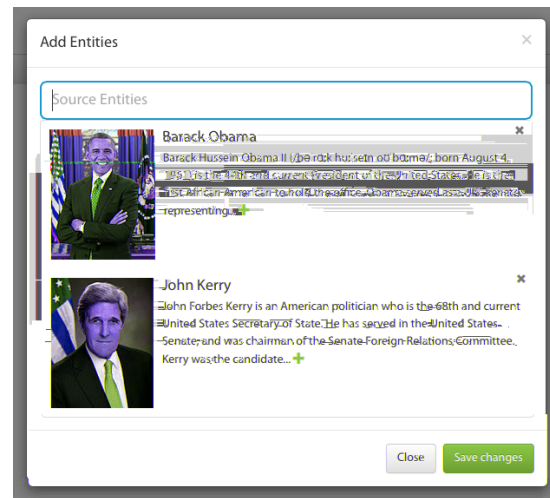 Add Entities
×
Source Entities
Barack Obama
Barack Hussein Obama II (/bəˈrɑːk huːˈseɪn oʊˈbɑːmə/; born August 4,
1961) is the 44th and current President of the United States. He is the
first African American to hold the office. Obama served as a U.S. Senator
representing...
John Kerry
John Forbes Kerry is an American politician who is the 68th and current
United States Secretary of State. He has served in the United States
Senate, and was chairman of the Senate Foreign Relations Committee.
Kerry was the candidate...
Close
Save changes